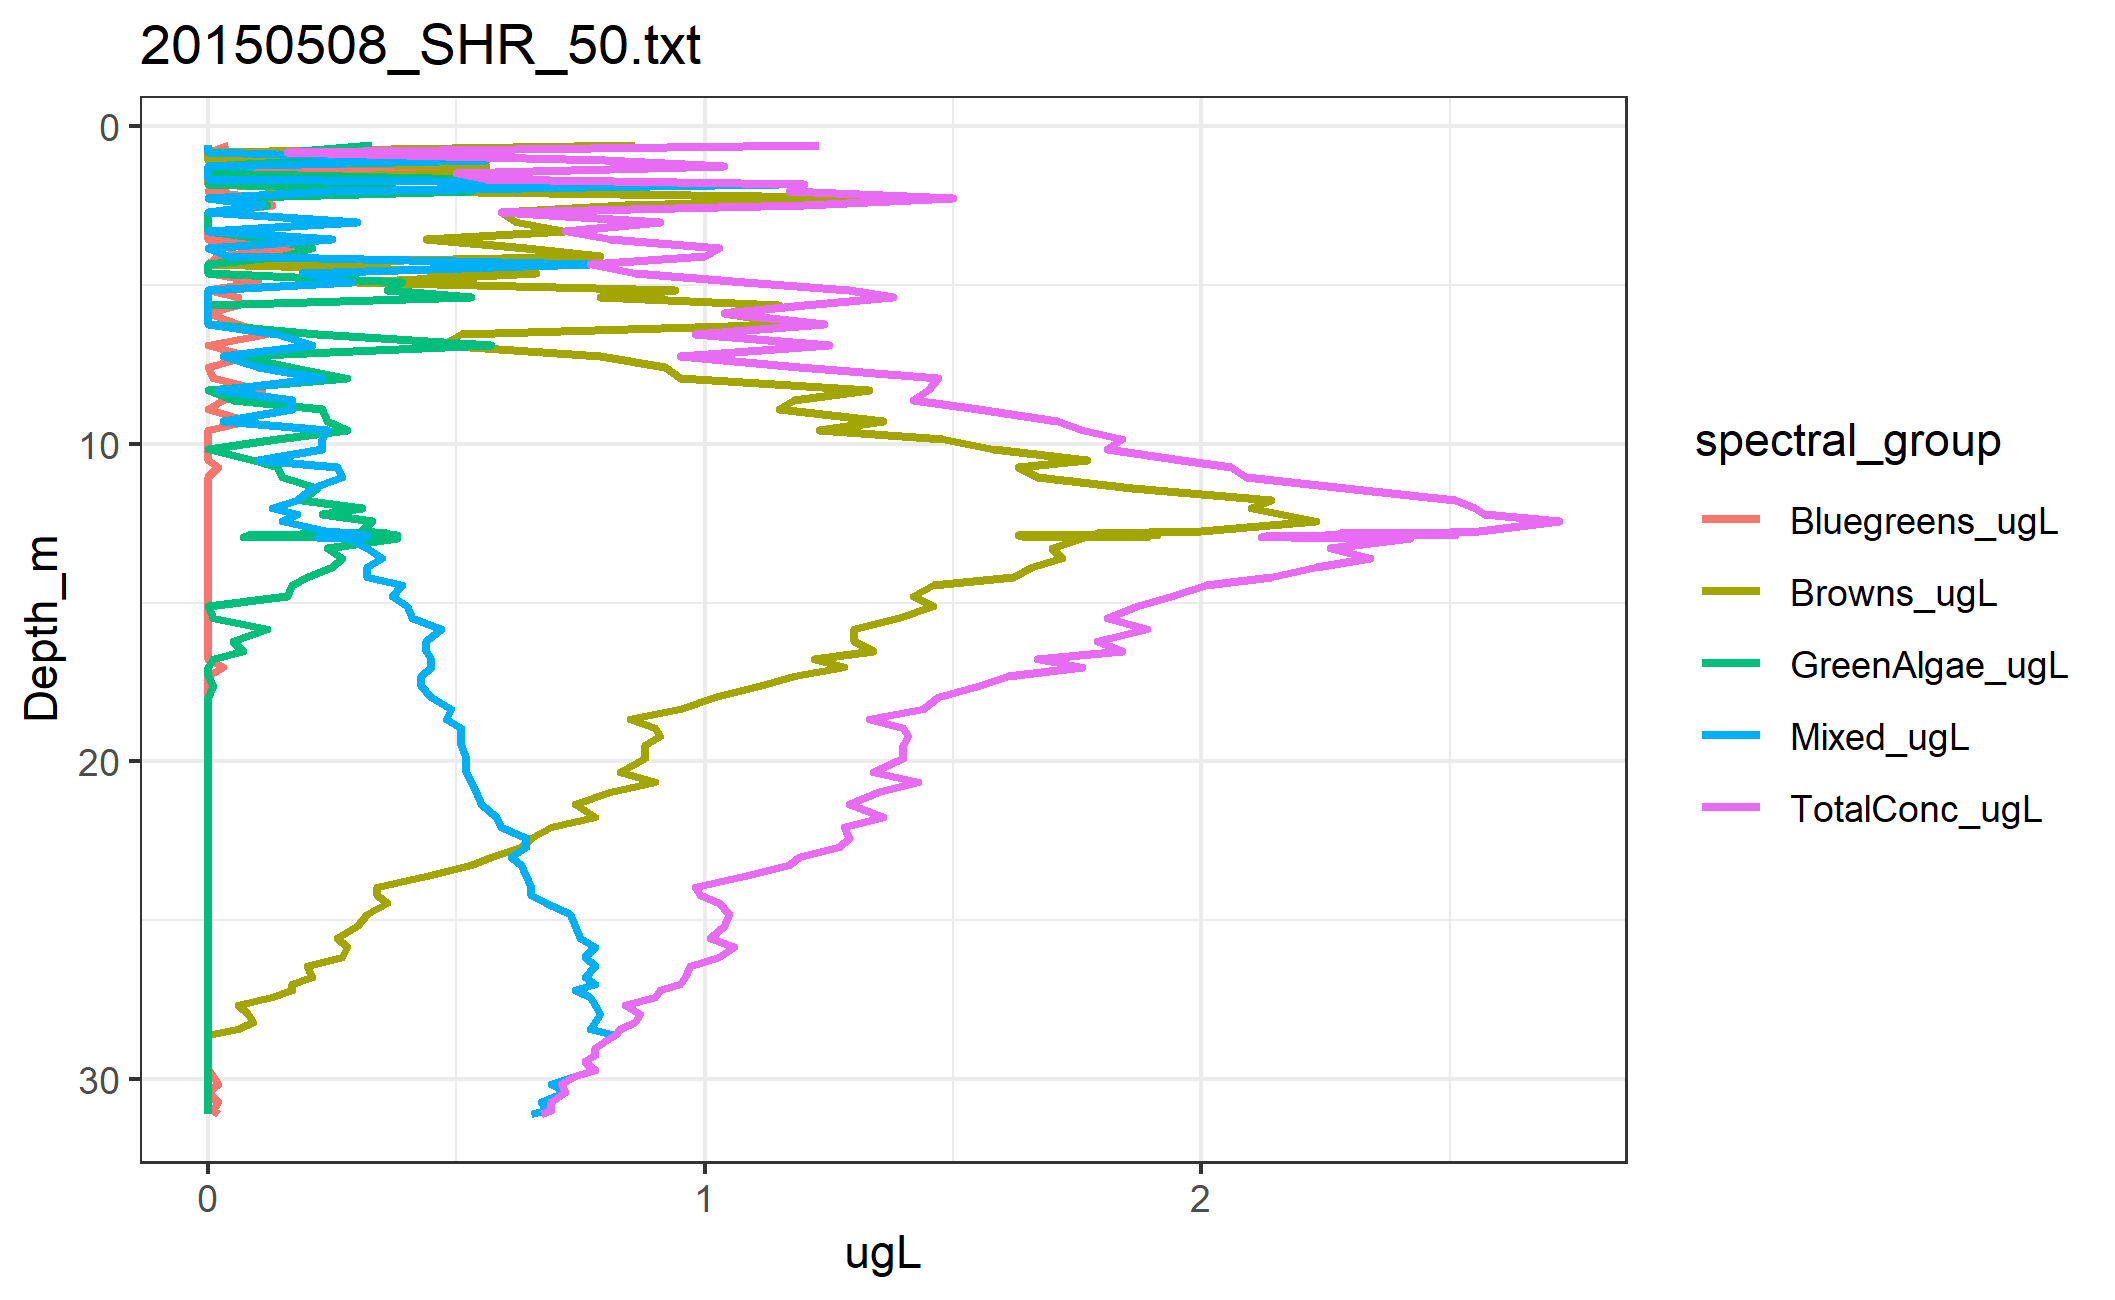 20150508_SHR_50.txt
0
10
20
30
Depth_m
0 1 2
ugL
spectral_group
Bluegreens_ugL
Browns_ugL
GreenAlgae_ugL
Mixed_ugL
TotalConc_ugL